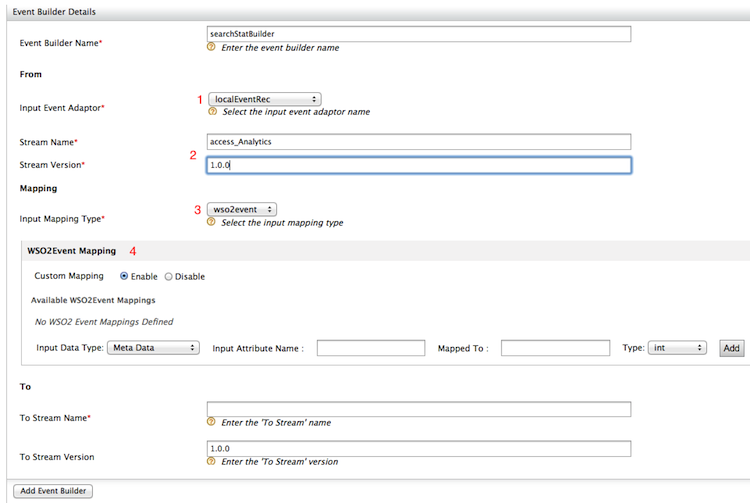 Event Builder Details
Event Builder Name* searchStatBuilder
Enter the event builder name
From
Input Event Adaptor* 1 localEventRec
Select the input event adaptor name
Stream Name* access_Analytics
2
Stream Version* 1.0.0
Mapping
Input Mapping Type* 3 wso2event
Select the input mapping type
WSO2Event Mapping 4
Custom Mapping Enable Disable
Available WSO2Event Mappings
No WSO2 Event Mappings Defined
Input Data Type: Meta Data Input Attribute Name : Mapped To : Type: int Add
To
To Stream Name*
Enter the 'To Stream' name
To Stream Version 1.0.0
Enter the 'To Stream' version
Add Event Builder